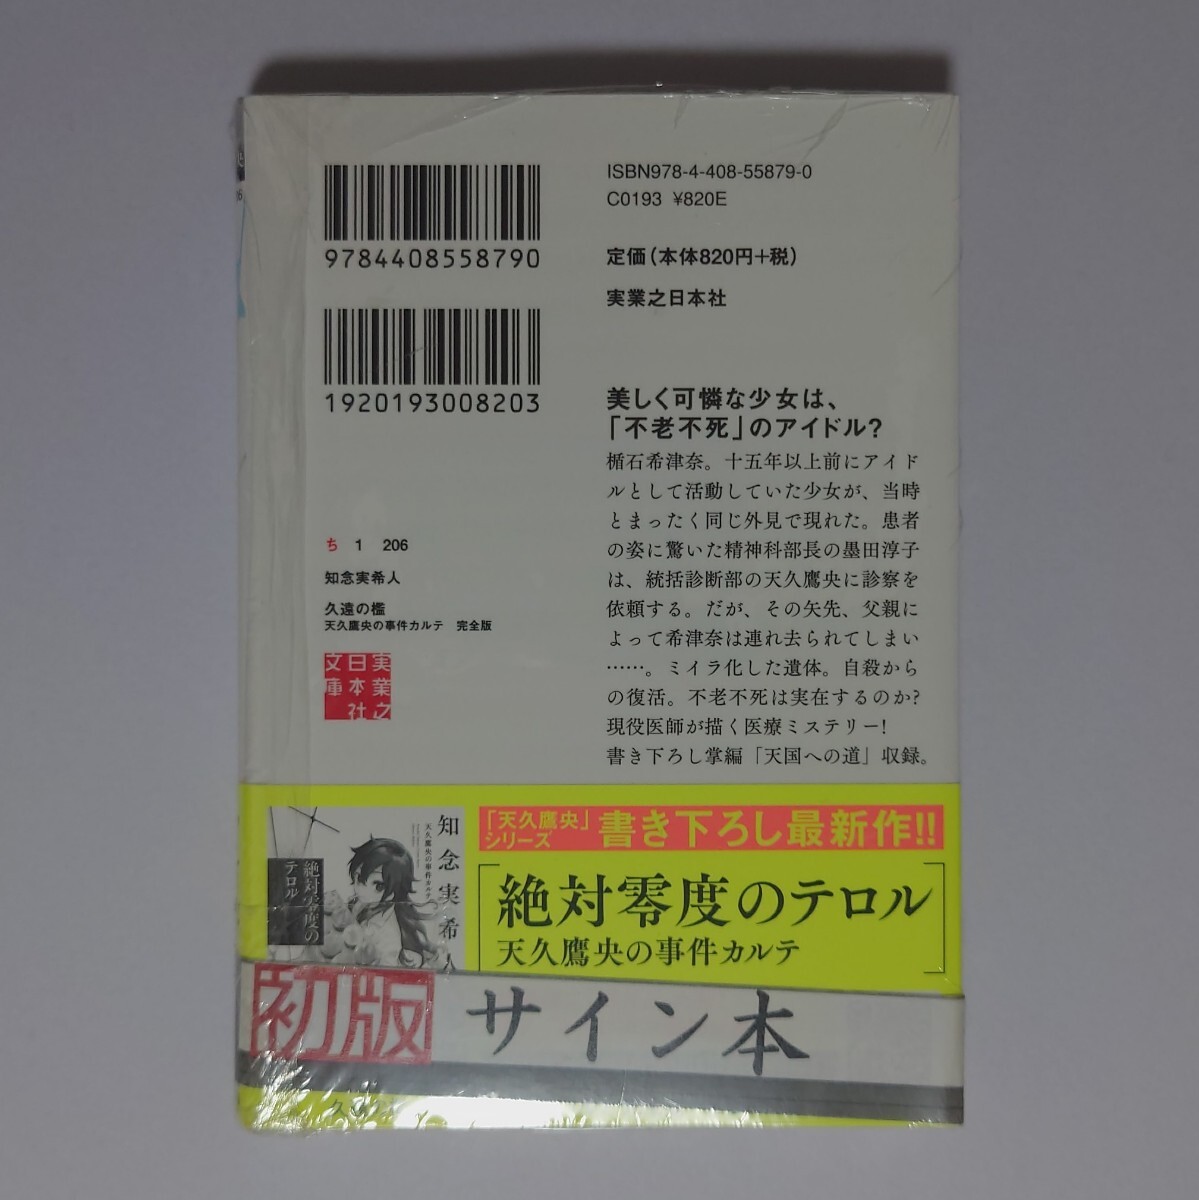 ISBN978-4-408-55879-0
C0193 ¥820E
定価(本体820円+税)
実業之日本社
9784408558790
1920193008203
美しく可憐な少女は、
「不老不死」のアイドル?
楯石希津奈。十五年以上前にアイド
ルとして活動していた少女が、当時
とまったく同じ外見で現れた。患者
の姿に驚いた精神科部長の墨田淳子
は、統括診断部の天久鷹央に診察を
依頼する。だが、その矢先、父親に
よって希津奈は連れ去られてしまい
……。ミイラ化した遺体。自殺から
の復活。不老不死は実在するのか?
現役医師が描く医療ミステリー!
書き下ろし掌編「天国への道」収録。
ち 1 206
知念実希人
久遠の檻
天久鷹央の事件カルテ 完全版
実業之
日本社
文庫
「天久鷹央」
シリーズ
書き下ろし最新作!!
絶対零度のテロル
天久鷹央の事件カルテ
知念実希人
天久鷹央の事件カルテ
絶対零度の
テロル
初版
サイン本